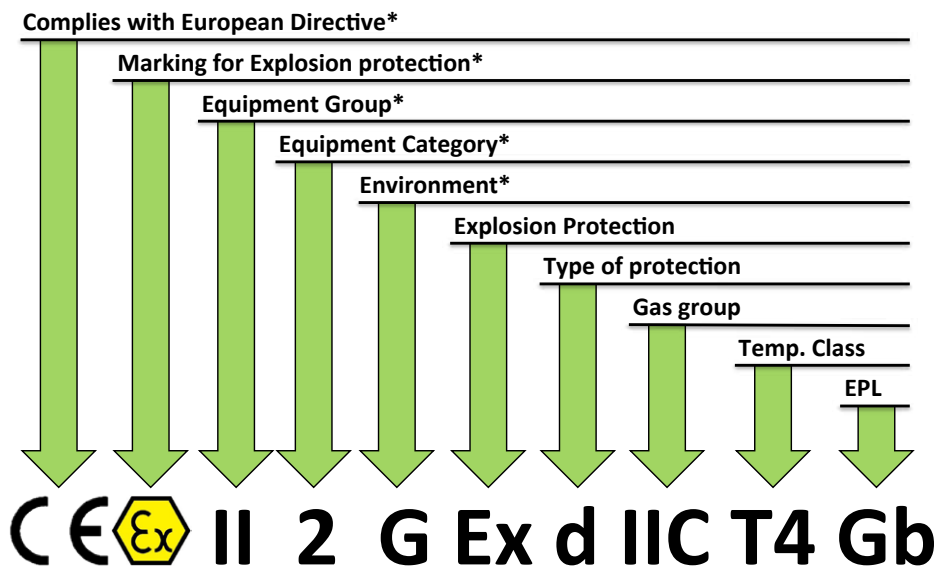 Complies with European Directive*
Marking for Explosion protection*
Equipment Group*
Equipment Category*
Environment*
Explosion Protection
Type of protection
Gas group
Temp. Class
EPL
CE Ex II 2 G Ex d IIC T4 Gb